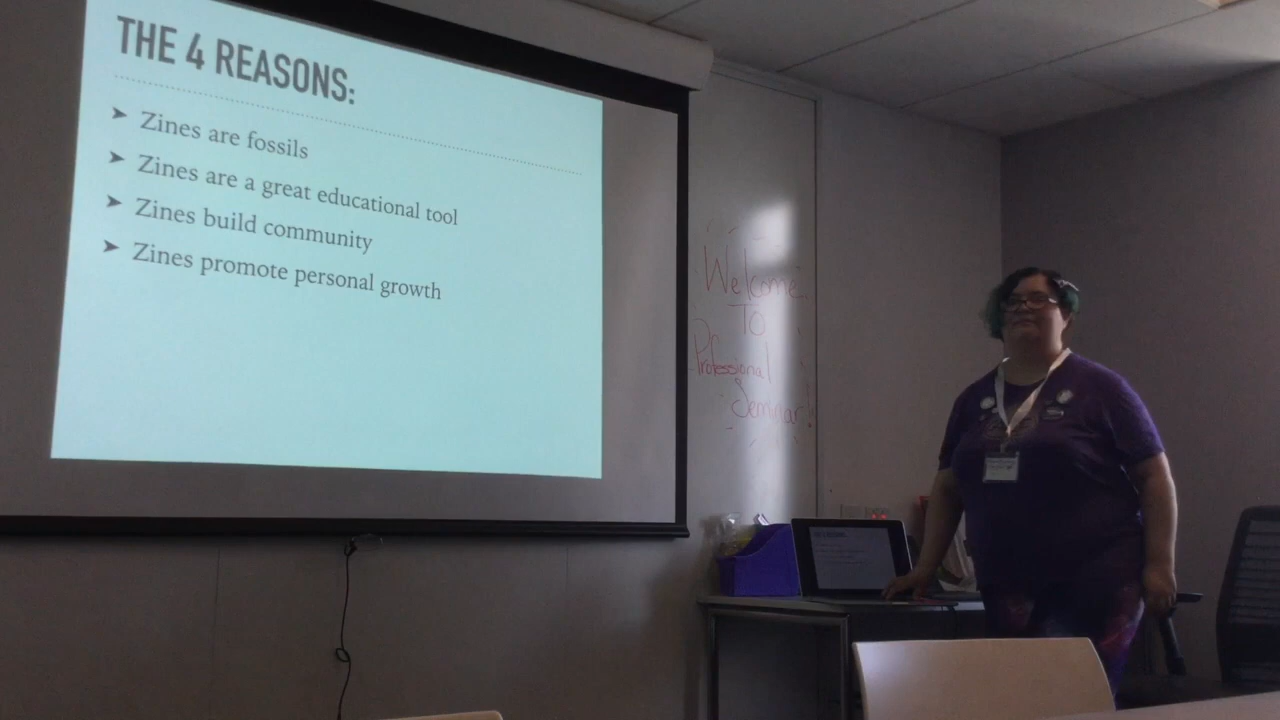 THE 4 REASONS:
➤ Zines are fossils
➤ Zines are a great educational tool
➤ Zines build community
➤ Zines promote personal growth
Welcome
To
Professional
Seminar!